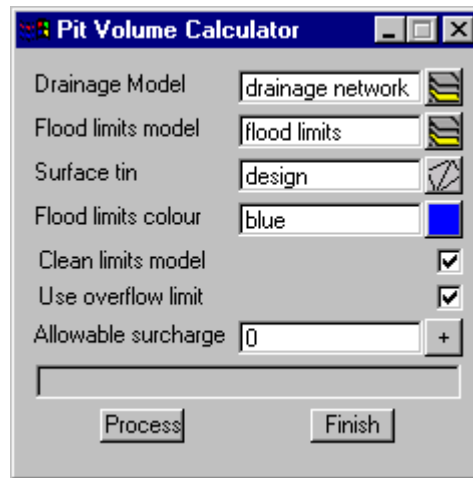 Pit Volume Calculator
Drainage Model drainage network
Flood limits model flood limits
Surface tin design
Flood limits colour blue
Clean limits model
Use overflow limit
Allowable surcharge 0 +
Process Finish